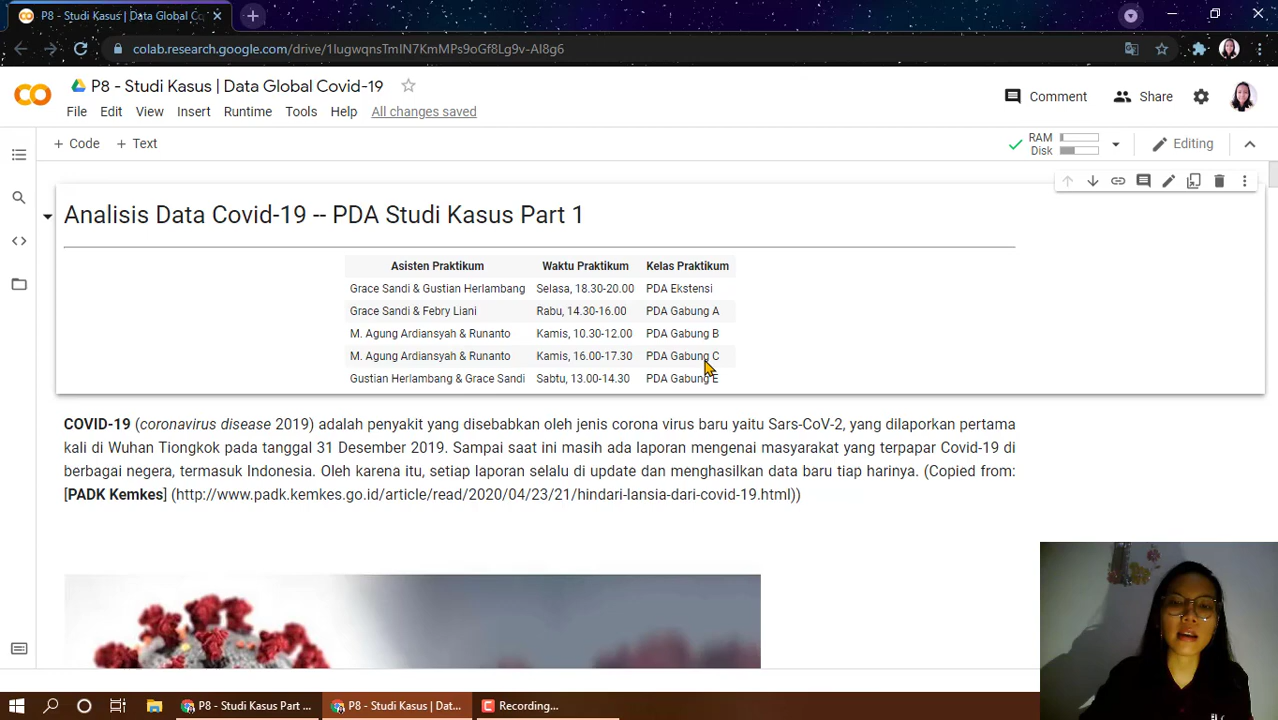 P8 - Studi Kasus | Data Global Co
colab.research.google.com/drive/1lugwqnsTmIN7KmMPs9oGf8Lg9v-AI8g6
P8 - Studi Kasus | Data Global Covid-19
Comment Share
File Edit View Insert Runtime Tools Help All changes saved
+ Code + Text
RAM
Disk
Editing
Analisis Data Covid-19 -- PDA Studi Kasus Part 1
Asisten Praktikum Waktu Praktikum Kelas Praktikum
Grace Sandi & Gustian Herlambang Selasa, 18.30-20.00 PDA Ekstensi
Grace Sandi & Febry Liani Rabu, 14.30-16.00 PDA Gabung A
M. Agung Ardiansyah & Runanto Kamis, 10.30-12.00 PDA Gabung B
M. Agung Ardiansyah & Runanto Kamis, 16.00-17.30 PDA Gabung C
Gustian Herlambang & Grace Sandi Sabtu, 13.00-14.30 PDA Gabung E
COVID-19 (coronavirus disease 2019) adalah penyakit yang disebabkan oleh jenis corona virus baru yaitu Sars-CoV-2, yang dilaporkan pertama
kali di Wuhan Tiongkok pada tanggal 31 Desember 2019. Sampai saat ini masih ada laporan mengenai masyarakat yang terpapar Covid-19 di
berbagai negera, termasuk Indonesia. Oleh karena itu, setiap laporan selalu di update dan menghasilkan data baru tiap harinya. (Copied from:
[PADK Kemkes] (http://www.padk.kemkes.go.id/article/read/2020/04/23/21/hindari-lansia-dari-covid-19.html))
P8 - Studi Kasus Part ... P8 - Studi Kasus | Dat... Recording...